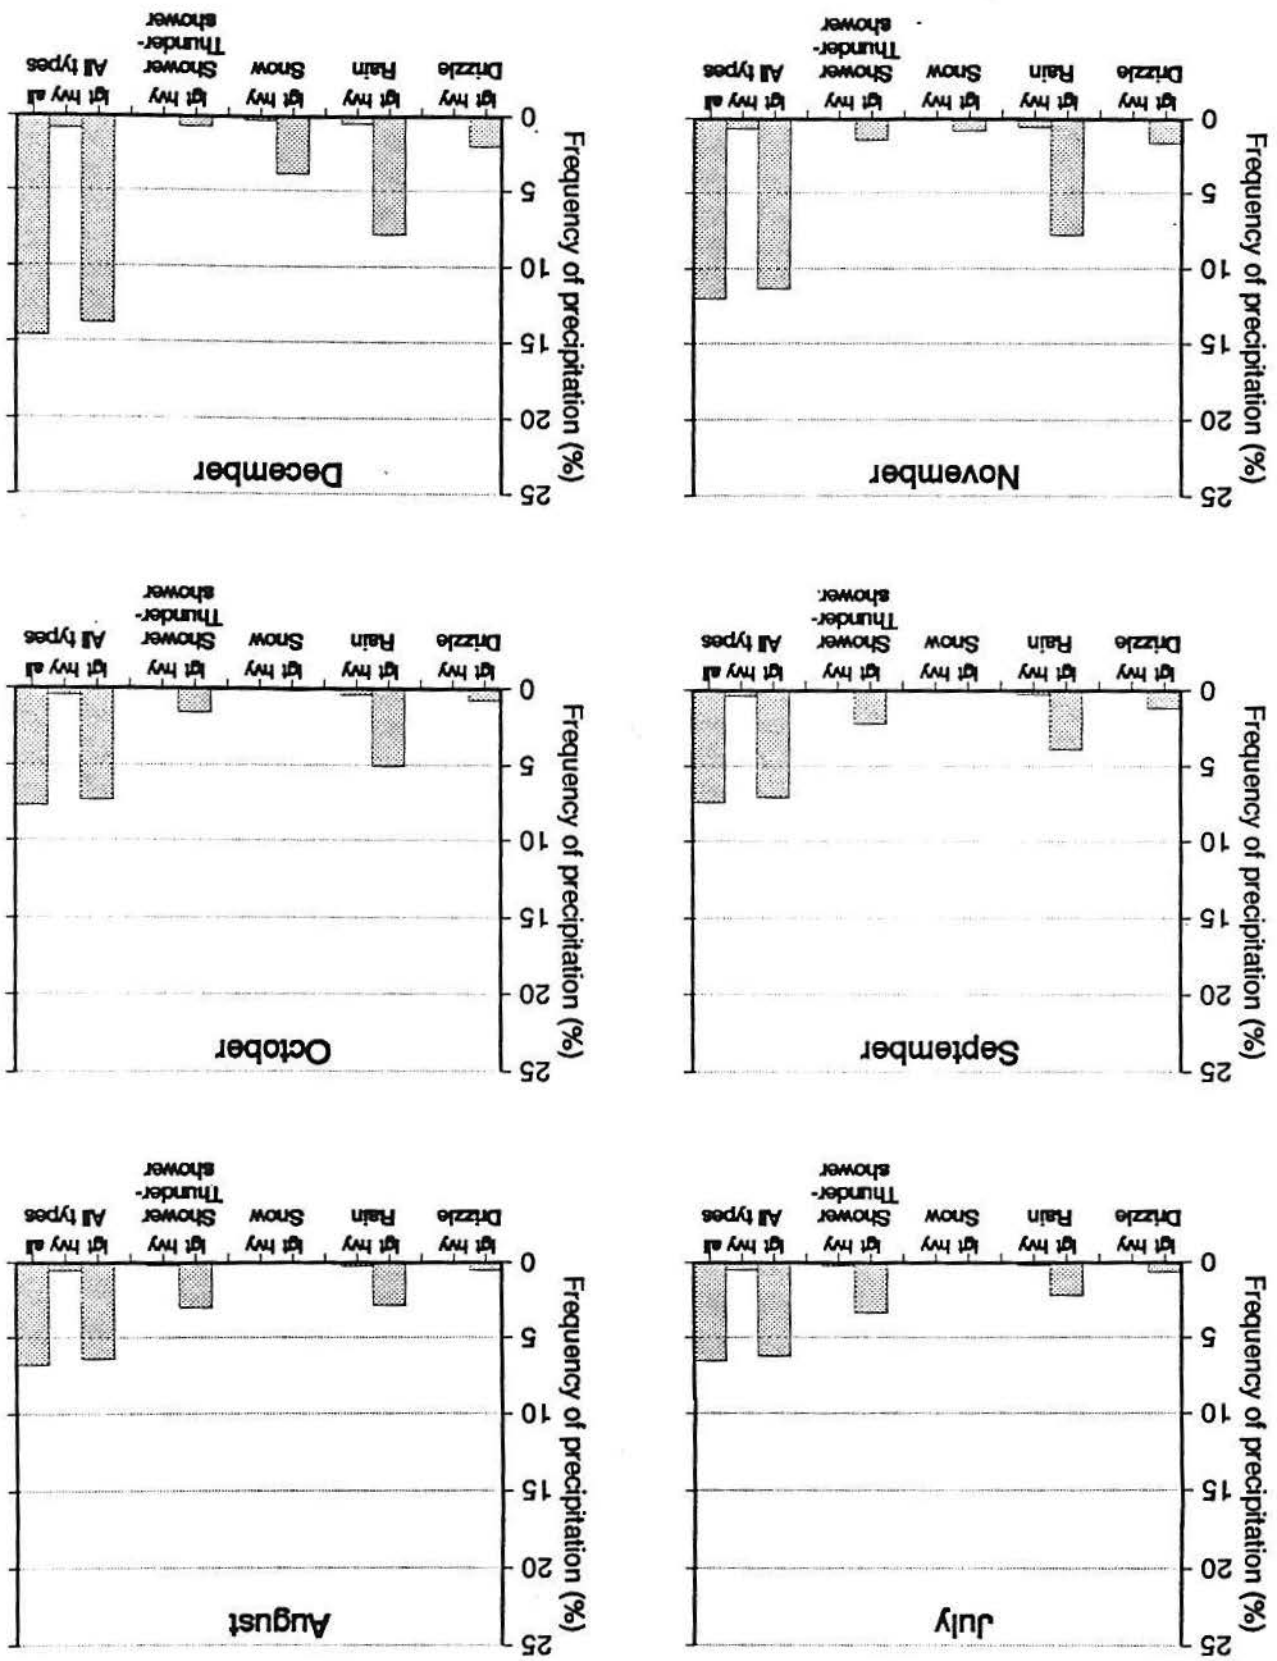 July
Frequency of precipitation (%)
25
20
15
10
5
0
lgt hvy lgt hvy lgt hvy lgt hvy lgt hvy all
Drizzle Rain Snow Shower All types
Thunder-
shower
August
Frequency of precipitation (%)
25
20
15
10
5
0
lgt hvy lgt hvy lgt hvy lgt hvy lgt hvy all
Drizzle Rain Snow Shower All types
Thunder-
shower
September
Frequency of precipitation (%)
25
20
15
10
5
0
lgt hvy lgt hvy lgt hvy lgt hvy lgt hvy all
Drizzle Rain Snow Shower All types
Thunder-
shower
October
Frequency of precipitation (%)
25
20
15
10
5
0
lgt hvy lgt hvy lgt hvy lgt hvy lgt hvy all
Drizzle Rain Snow Shower All types
Thunder-
shower
November
Frequency of precipitation (%)
25
20
15
10
5
0
lgt hvy lgt hvy lgt hvy lgt hvy lgt hvy all
Drizzle Rain Snow Shower All types
Thunder-
shower
December
Frequency of precipitation (%)
25
20
15
10
5
0
lgt hvy lgt hvy lgt hvy lgt hvy lgt hvy all
Drizzle Rain Snow Shower All types
Thunder-
shower